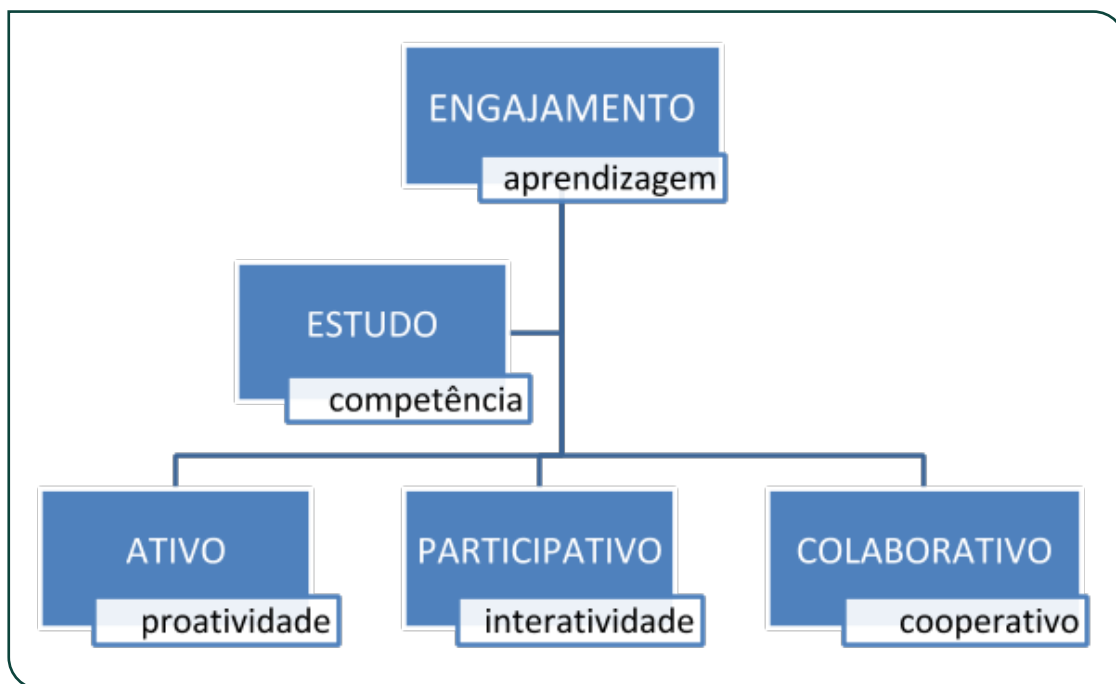 ENGAJAMENTO
aprendizagem
ESTUDO
competência
ATIVO
proatividade
PARTICIPATIVO
interatividade
COLABORATIVO
cooperativo